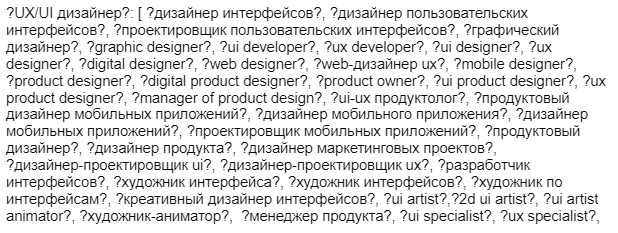 ?UX/UI дизайнер?: [ ?дизайнер интерфейсов?, ?дизайнер пользовательских
интерфейсов?, ?проектировщик пользовательских интерфейсов?, ?графический
дизайнер?, ?graphic designer?, ?ui developer?, ?ux developer?, ?ui designer?, ?ux
designer?, ?digital designer?, ?web designer?, ?web-дизайнер ux?, ?mobile designer?,
?product designer?, ?digital product designer?, ?product owner?, ?ui product designer?, ?ux
product designer?, ?manager of product design?, ?ui-ux продуктолог?, ?продуктовый
дизайнер мобильных приложений?, ?дизайнер мобильного приложения?, ?дизайнер
мобильных приложений?, ?проектировщик мобильных приложений?, ?продуктовый
дизайнер?, ?дизайнер продукта?, ?дизайнер маркетинговых проектов?,
?дизайнер-проектировщик ui?, ?дизайнер-проектировщик ux?, ?разработчик
интерфейсов?, ?художник интерфейса?, ?художник интерфейсов?, ?художник по
интерфейсам?, ?креативный дизайнер интерфейсов?, ?ui artist?,?2d ui artist?, ?ui artist
animator?, ?художник-аниматор?,  ?менеджер продукта?, ?ui specialist?, ?ux specialist?,